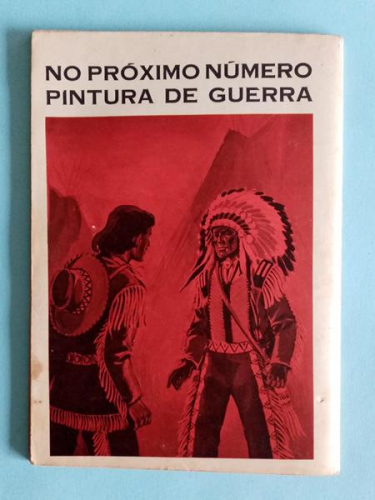 NO PRÓXIMO NÚMERO
PINTURA DE GUERRA